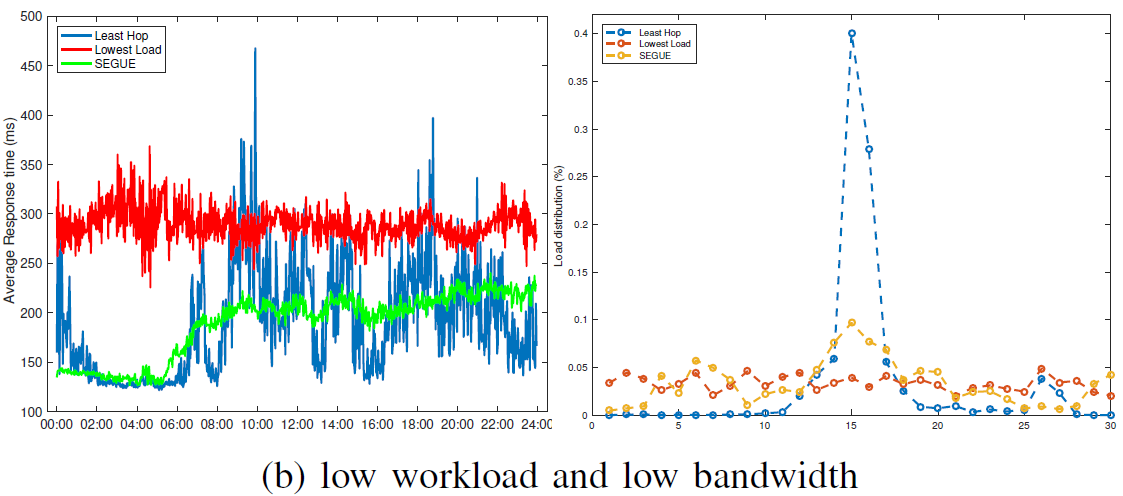 500
450
400
350
300
250
200
150
100
Average Response time (ms)
Least Hop
Lowest Load
SEGUE
00:00 02:00 04:00 06:00 08:00 10:00 12:00 14:00 16:00 18:00 20:00 22:00 24:00
0.4
0.35
0.3
0.25
0.2
0.15
0.1
0.05
0
Load distribution (%)
Least Hop
Lowest Load
SEGUE
0 5 10 15 20 25 30
(b) low workload and low bandwidth